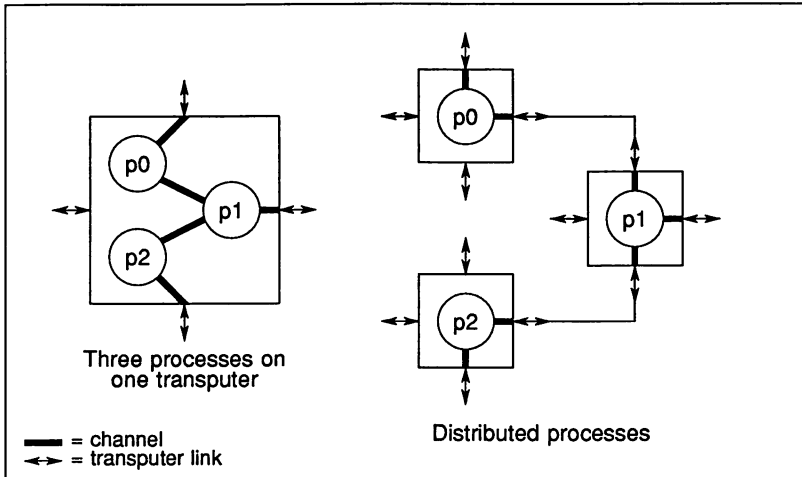 p0
p1
p2
Three processes on
one transputer
p0
p1
p2
Distributed processes
= channel
= transputer link